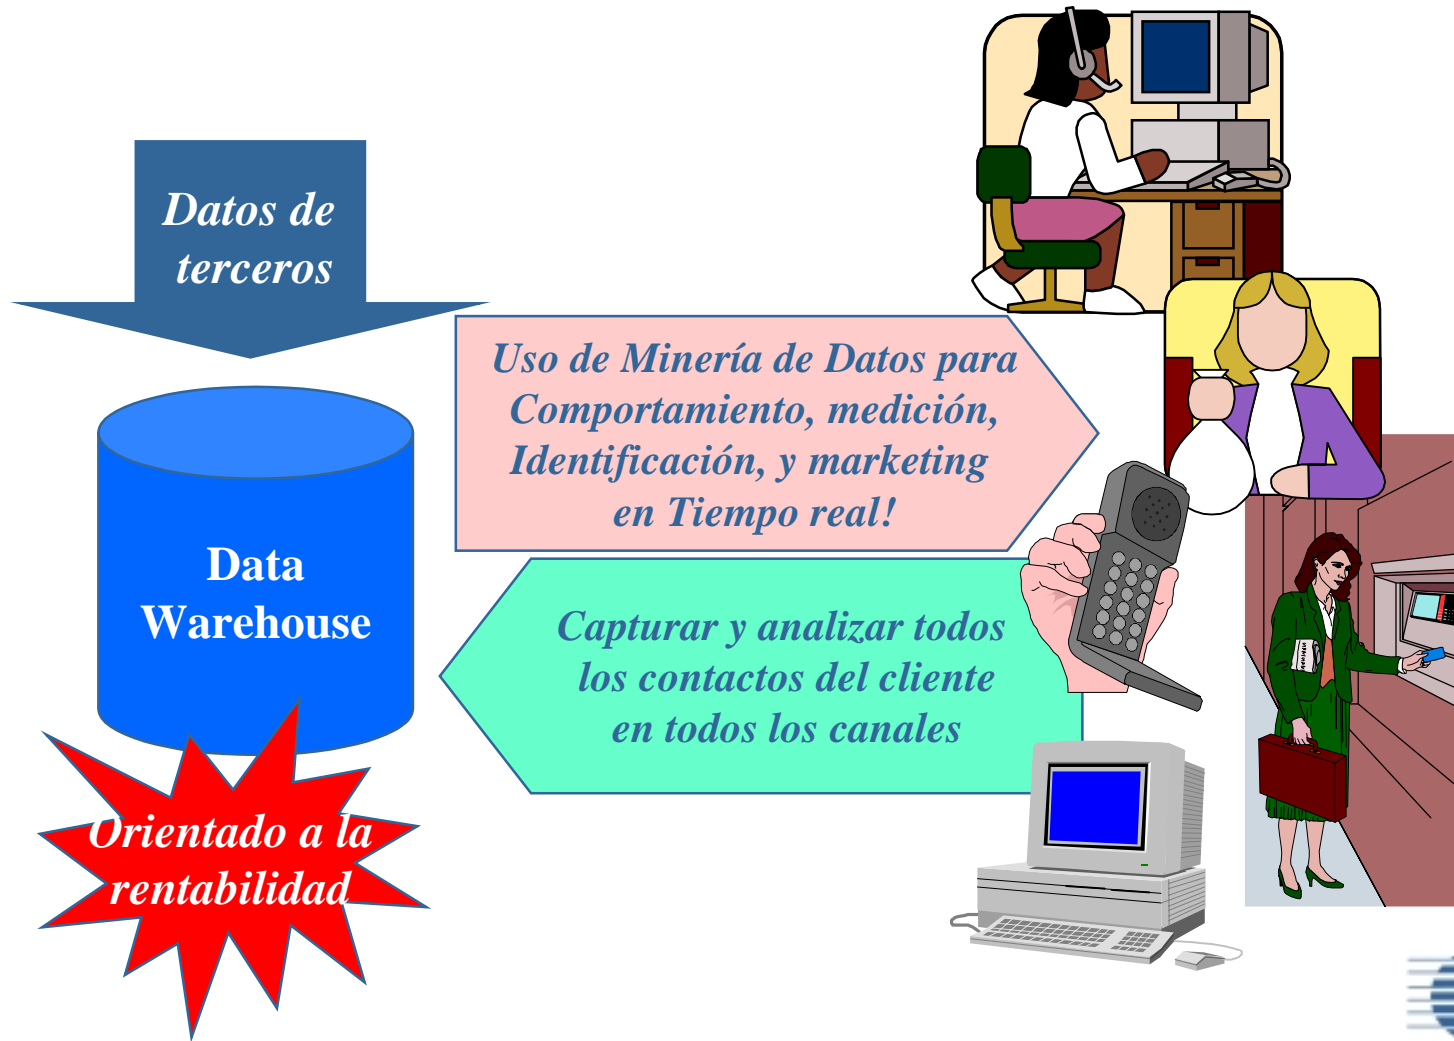 Datos de
terceros
Uso de Minería de Datos para
Comportamiento, medición,
Identificación, y marketing
en Tiempo real!
Data
Warehouse
Capturar y analizar todos
los contactos del cliente
en todos los canales
Orientado a la
rentabilidad